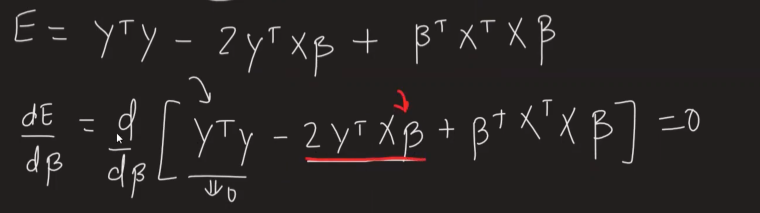 E = yᵀy - 2yᵀXβ + βᵀXᵀXβ
dE/dβ = d/dβ [yᵀy - 2yᵀXβ + βᵀXᵀXβ] = 0
⇓0